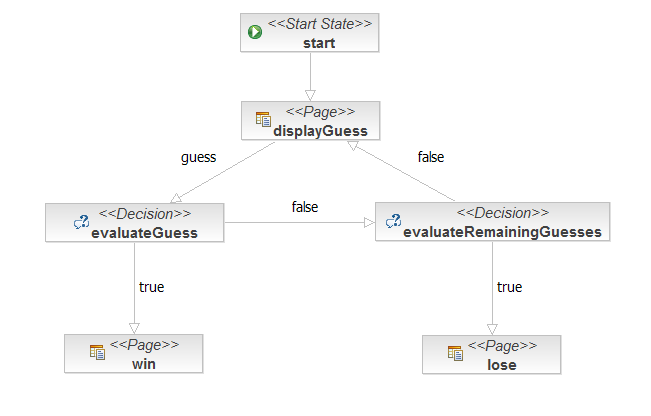 <<Start State>>
start
<<Page>>
displayGuess
guess
false
<<Decision>>
evaluateGuess
false
<<Decision>>
evaluateRemainingGuesses
true
true
<<Page>>
win
<<Page>>
lose